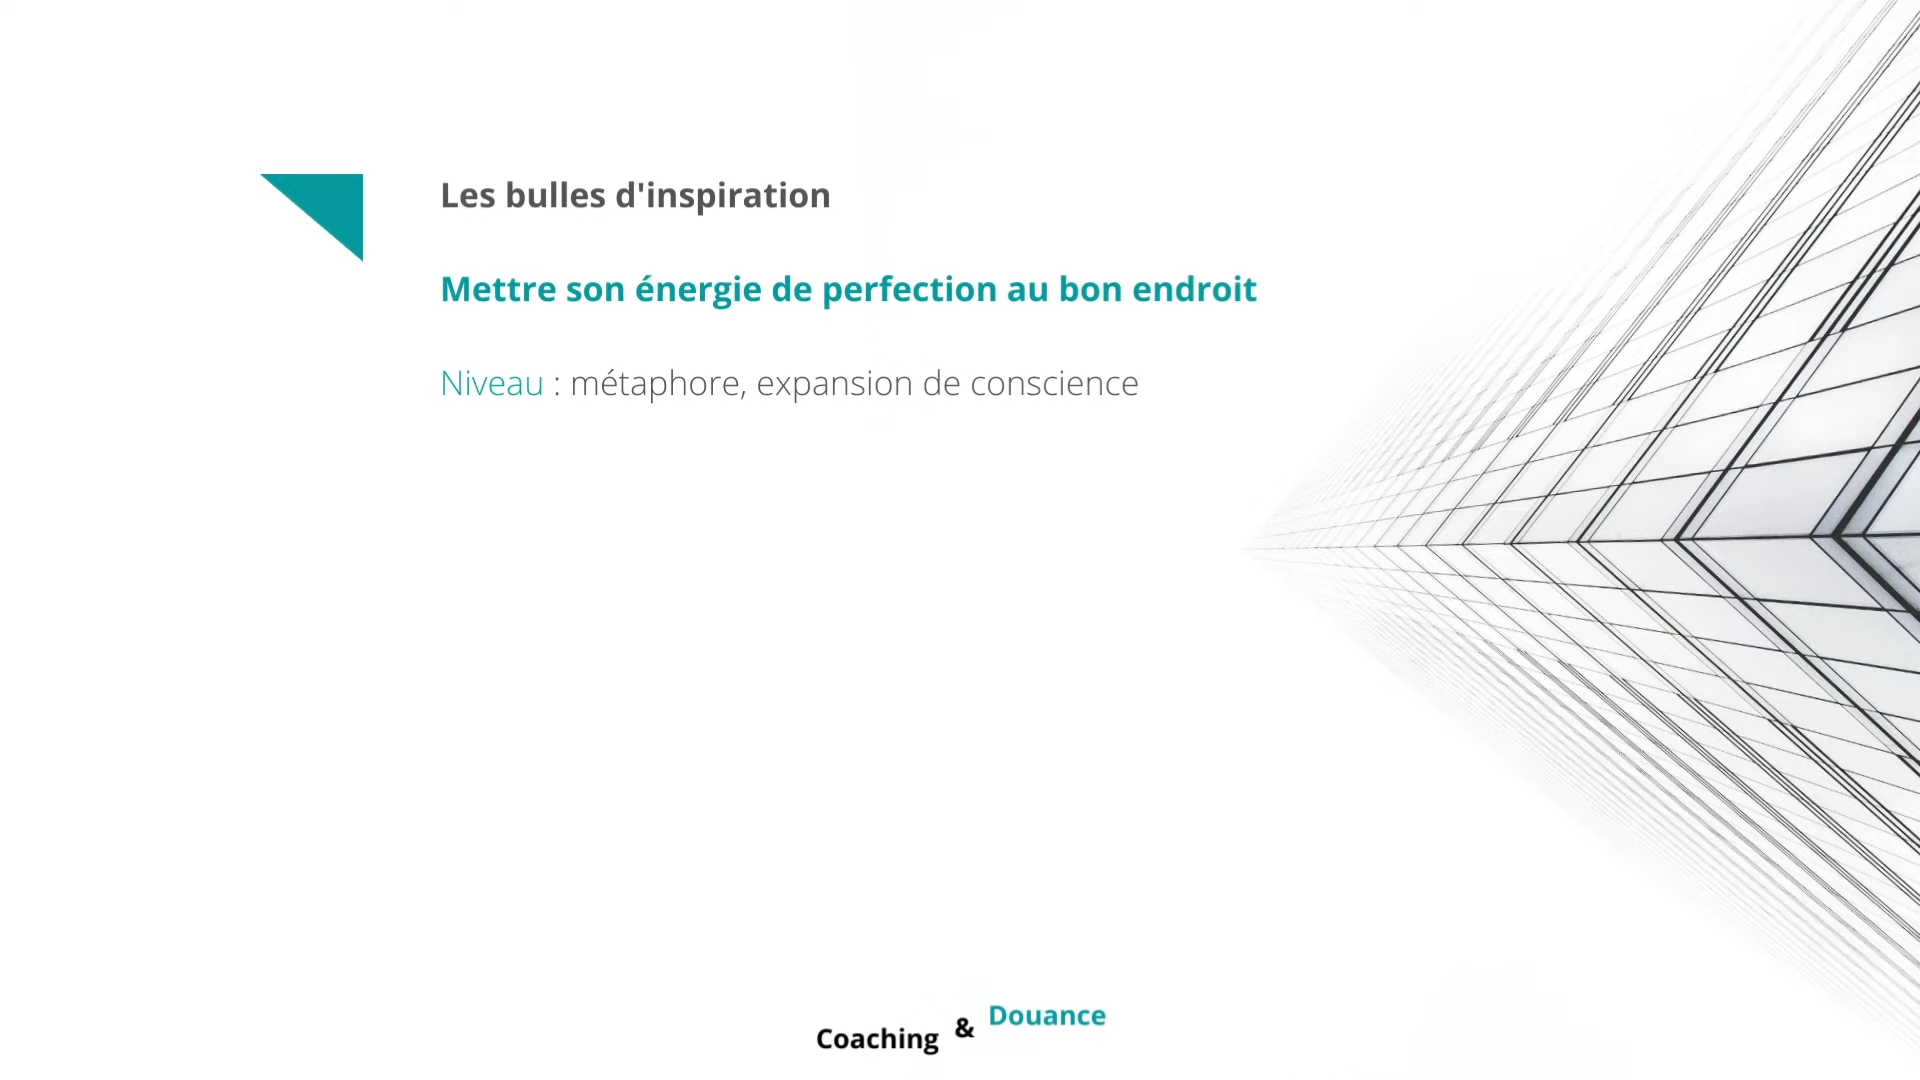 Les bulles d'inspiration
Mettre son énergie de perfection au bon endroit
Niveau : métaphore, expansion de conscience
Coaching & Douance